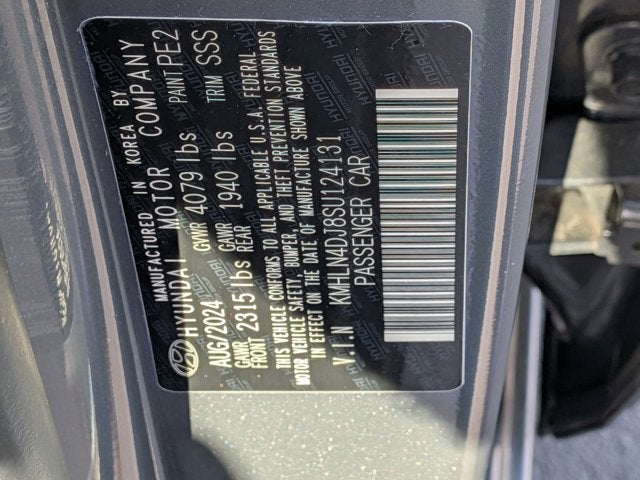 MANUFACTURED IN KOREA BY
HYUNDAI MOTOR COMPANY
AUG/2024 GVWR 4079 lbs PAINT PE2
GAWR FRONT 2315 lbs GAWR REAR 1940 lbs TRIM SSS
THIS VEHICLE CONFORMS TO ALL APPLICABLE U.S.A. FEDERAL
MOTOR VEHICLE SAFETY, BUMPER, AND THEFT PREVENTION STANDARDS
IN EFFECT ON THE DATE OF MANUFACTURE SHOWN ABOVE
V.I.N KMHLN4DJ8SU124131
PASSENGER CAR